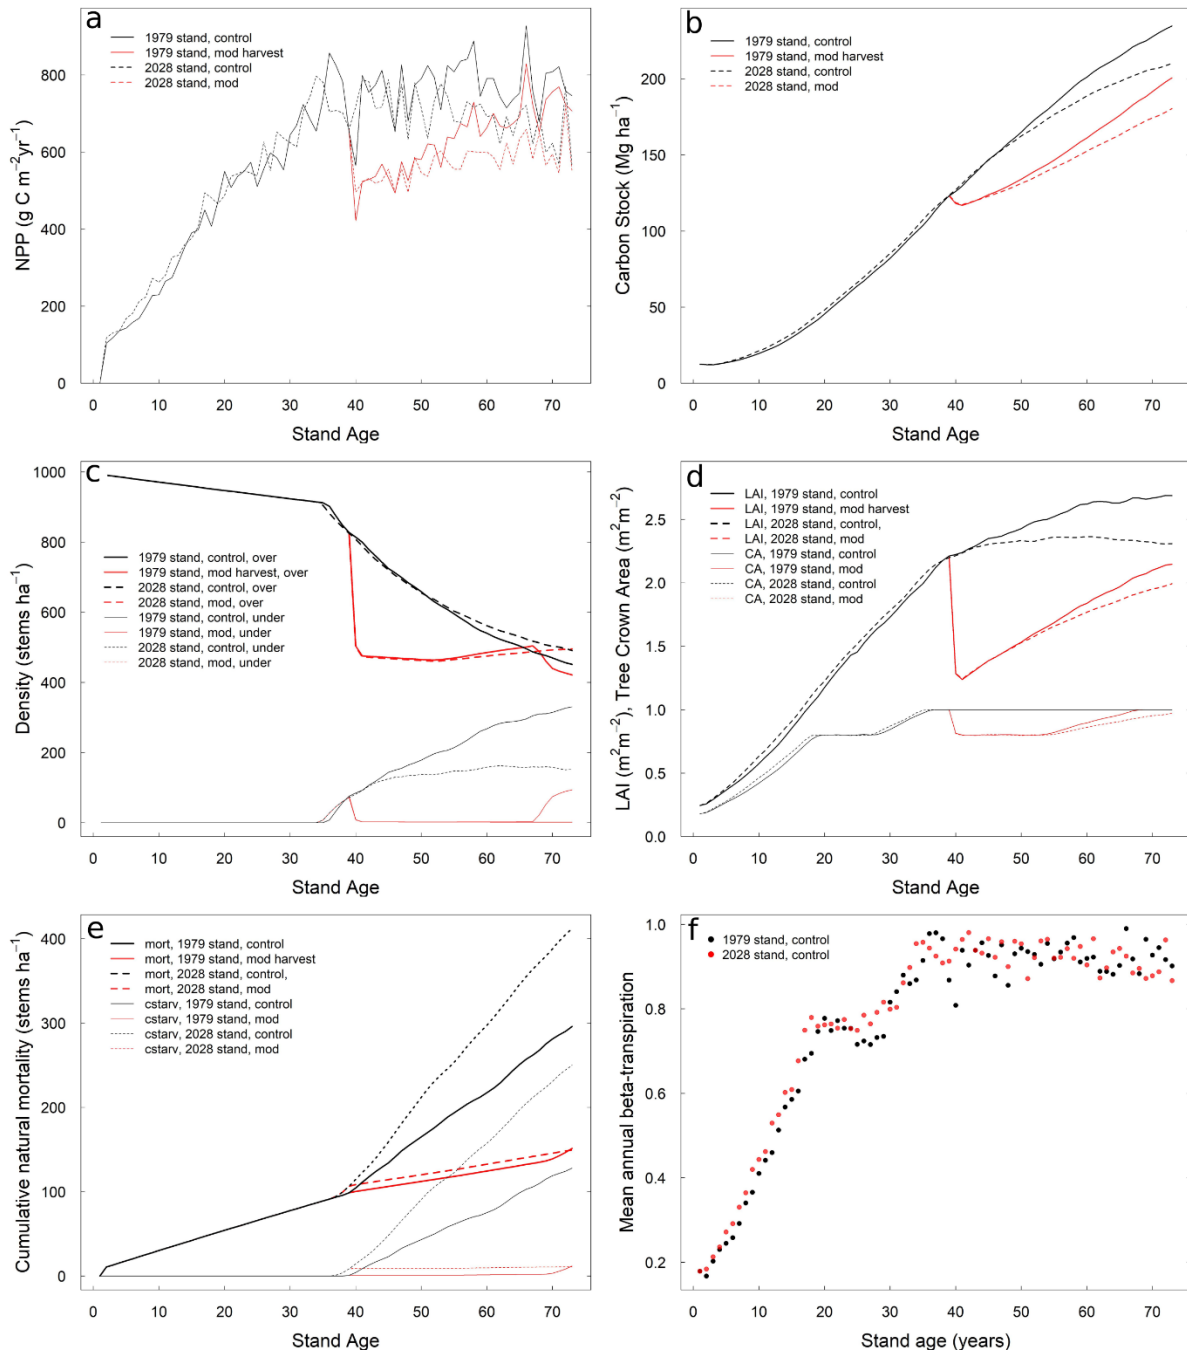 a
1979 stand, control
1979 stand, mod harvest
2028 stand, control
2028 stand, mod
NPP (g C m⁻²yr⁻¹)
800
600
400
200
0
0 10 20 30 40 50 60 70
Stand Age
b
1979 stand, control
1979 stand, mod harvest
2028 stand, control
2028 stand, mod
Carbon Stock (Mg ha⁻¹)
200
150
100
50
0
0 10 20 30 40 50 60 70
Stand Age
c
1979 stand, control, over
1979 stand, mod harvest, over
2028 stand, control, over
2028 stand, mod, over
1979 stand, control, under
1979 stand, mod, under
2028 stand, control, under
2028 stand, mod, under
Density (stems ha⁻¹)
1000
800
600
400
200
0
0 10 20 30 40 50 60 70
Stand Age
d
LAI, 1979 stand, control
LAI, 1979 stand, mod harvest
LAI, 2028 stand, control,
LAI, 2028 stand, mod
CA, 1979 stand, control
CA, 1979 stand, mod
CA, 2028 stand, control
CA, 2028 stand, mod
LAI (m²m⁻²), Tree Crown Area (m²m⁻²)
2.5
2.0
1.5
1.0
0.5
0.0
0 10 20 30 40 50 60 70
Stand Age
e
mort, 1979 stand, control
mort, 1979 stand, mod harvest
mort, 2028 stand, control,
mort, 2028 stand, mod
cstarv, 1979 stand, control
cstarv, 1979 stand, mod
cstarv, 2028 stand, control
cstarv, 2028 stand, mod
Cumulative natural mortality (stems ha⁻¹)
400
300
200
100
0
0 10 20 30 40 50 60 70
Stand Age
f
1979 stand, control
2028 stand, control
Mean annual beta-transpiration
1.0
0.8
0.6
0.4
0.2
0 10 20 30 40 50 60 70
Stand age (years)